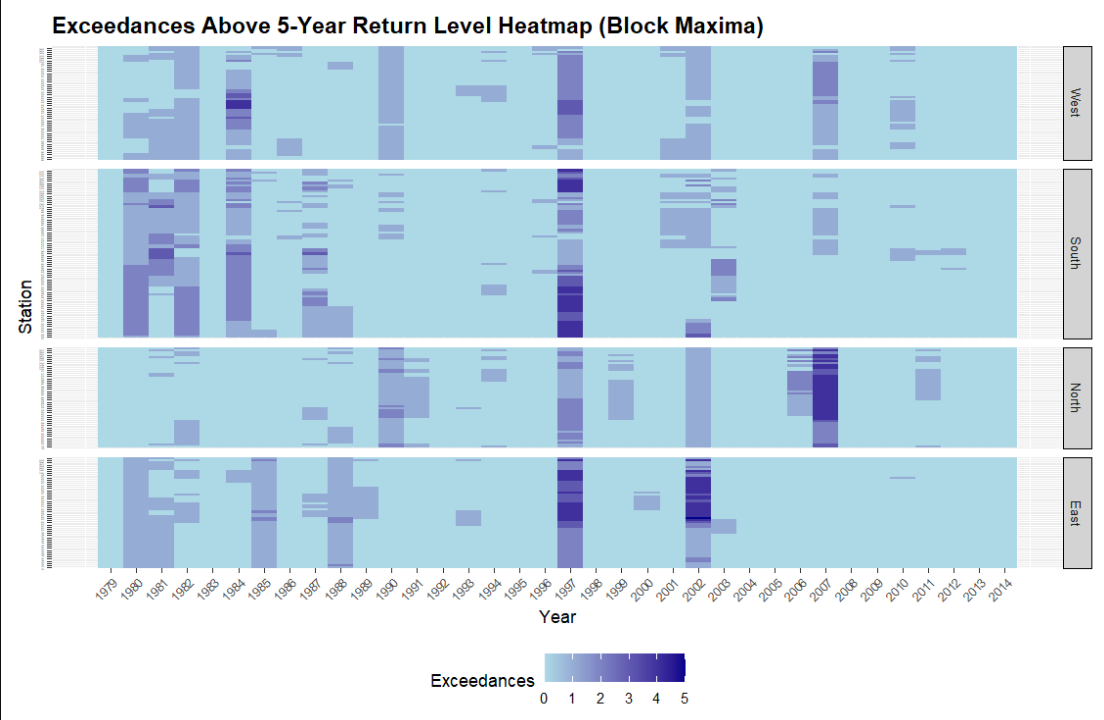 Exceedances Above 5-Year Return Level Heatmap (Block Maxima)
West
South
North
East
Station
1979 1980 1981 1982 1983 1984 1985 1986 1987 1988 1989 1990 1991 1992 1993 1994 1995 1996 1997 1998 1999 2000 2001 2002 2003 2004 2005 2006 2007 2008 2009 2010 2011 2012 2013 2014
Year
Exceedances
0 1 2 3 4 5